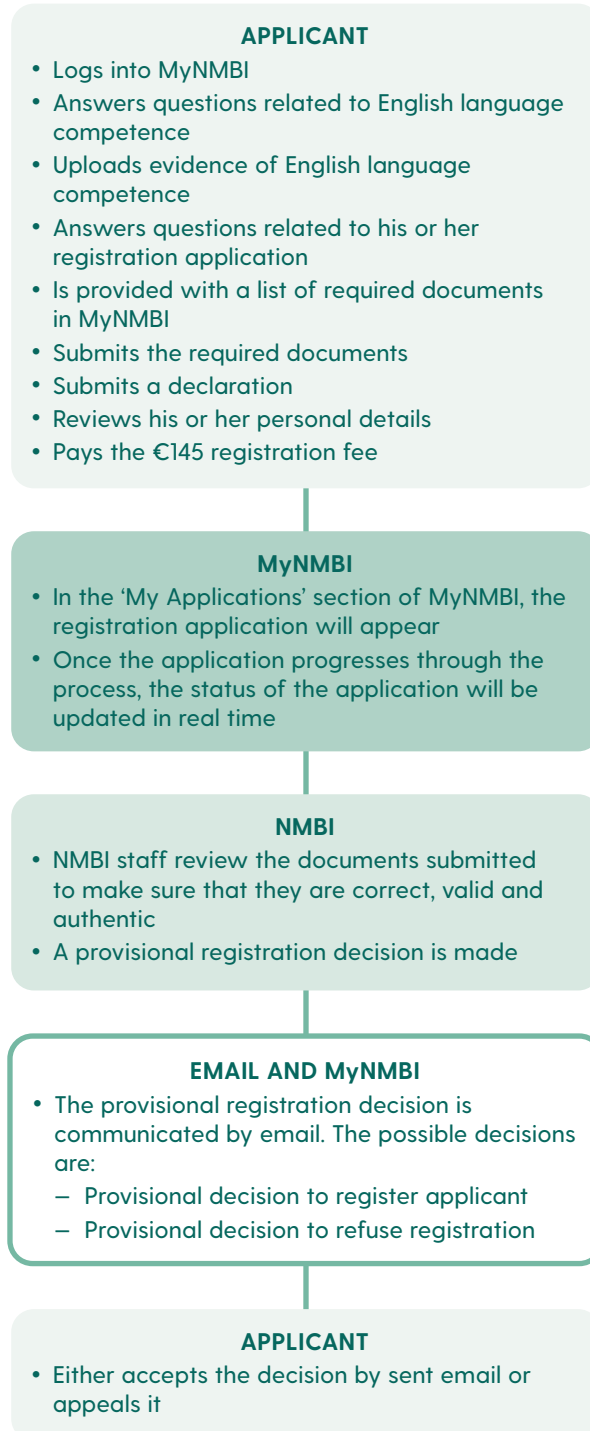 APPLICANT
• Logs into MyNMBI
• Answers questions related to English language
competence
• Uploads evidence of English language
competence
• Answers questions related to his or her
registration application
• Is provided with a list of required documents
in MyNMBI
• Submits the required documents
• Submits a declaration
• Reviews his or her personal details
• Pays the €145 registration fee
MyNMBI
• In the ‘My Applications’ section of MyNMBI, the
registration application will appear
• Once the application progresses through the
process, the status of the application will be
updated in real time
NMBI
• NMBI staff review the documents submitted
to make sure that they are correct, valid and
authentic
• A provisional registration decision is made
EMAIL AND MyNMBI
• The provisional registration decision is
communicated by email. The possible decisions
are:
– Provisional decision to register applicant
– Provisional decision to refuse registration
APPLICANT
• Either accepts the decision by sent email or
appeals it